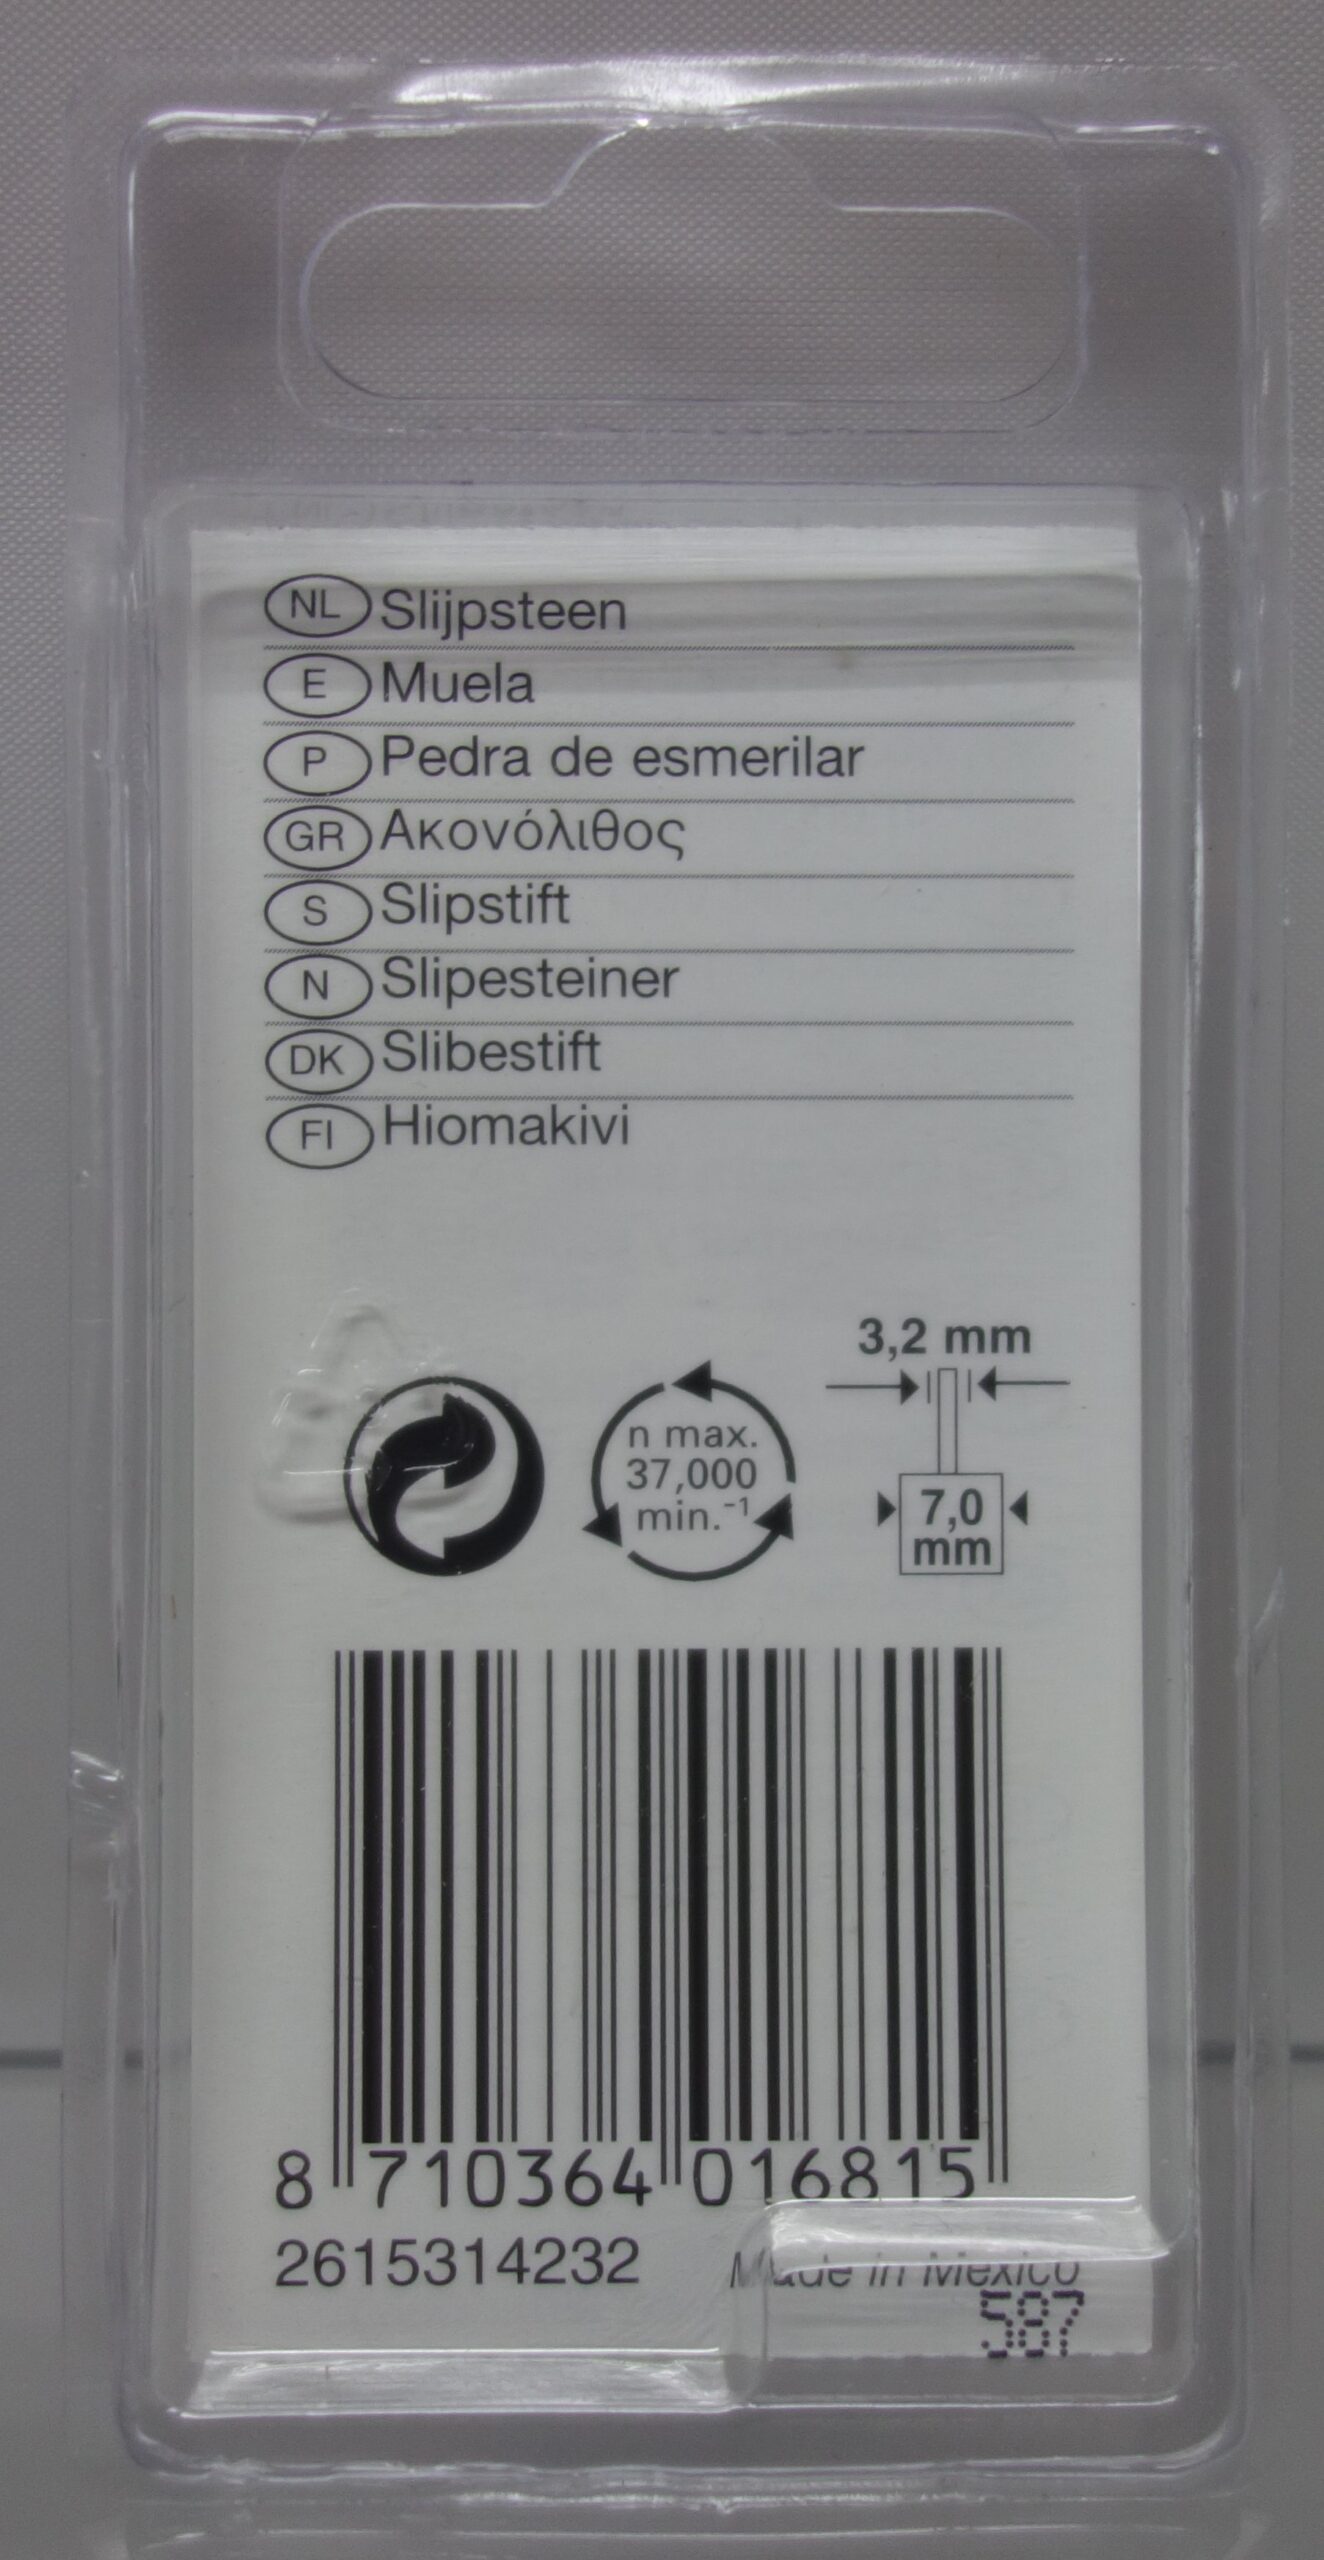 NL Slijpsteen
E Muela
P Pedra de esmerilar
GR Ακονόλιθος
S Slipstift
N Slipesteiner
DK Slibestift
FI Hiomakivi
3,2 mm
n max.
37,000
min.⁻¹
7,0
mm
8 710364 016815
2615314232 Made in Mexico
587